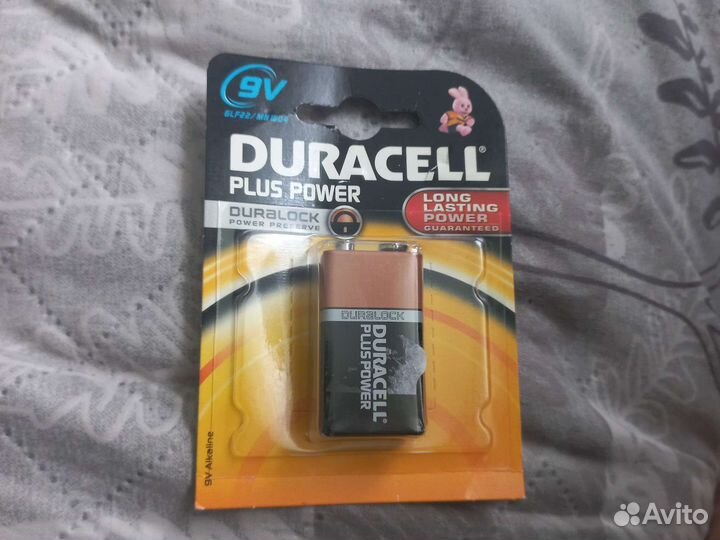 9V
6LF22/MN1604
DURACELL®
PLUS POWER
DURALOCK
POWER PRESERVE
LONG
LASTING
POWER
GUARANTEED
DURALOCK
DURACELL®
PLUS POWER
9V-Alkaline
Avito